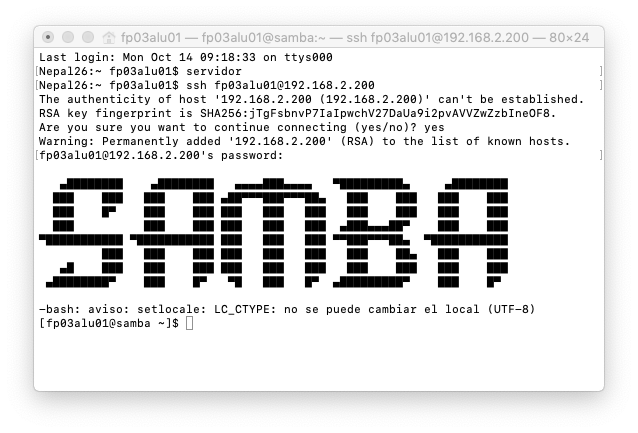 fp03alu01 — fp03alu01@samba:~ — ssh fp03alu01@192.168.2.200 — 80×24
Last login: Mon Oct 14 09:18:33 on ttys000
[Nepal26:~ fp03alu01$ servidor ]
[Nepal26:~ fp03alu01$ ssh fp03alu01@192.168.2.200 ]
The authenticity of host '192.168.2.200 (192.168.2.200)' can't be established.
RSA key fingerprint is SHA256:jTgFsbnvP7IaIpwchV27DaUa9i2pvAVVZwZzbIneOF8.
Are you sure you want to continue connecting (yes/no)? yes
Warning: Permanently added '192.168.2.200' (RSA) to the list of known hosts.
[fp03alu01@192.168.2.200's password: ]
SAMBA
-bash: aviso: setlocale: LC_CTYPE: no se puede cambiar el local (UTF-8)
[fp03alu01@samba ~]$